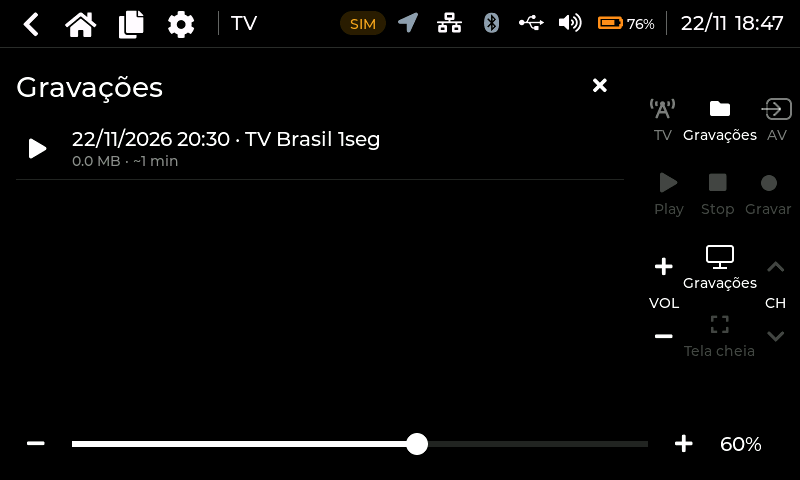 TV
SIM
76%
22/11 18:47
Gravações
22/11/2026 20:30 · TV Brasil 1seg
0.0 MB · ~1 min
TV
Gravações
AV
Play
Stop
Gravar
Gravações
VOL
CH
Tela cheia
60%